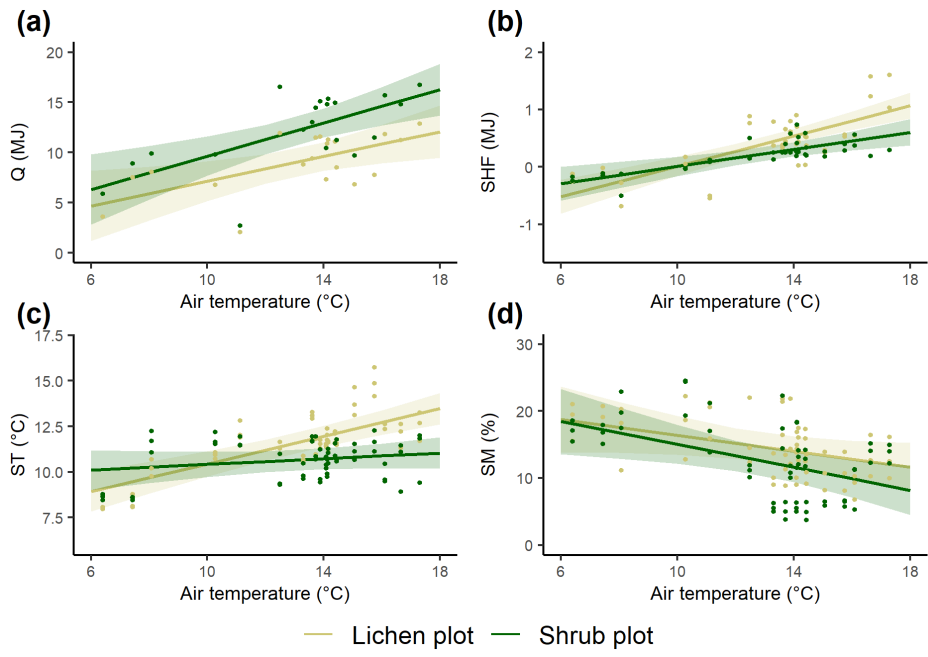 (a)
(b)
20
15
10
5
0
Q (MJ)
6
10
14
18
Air temperature (°C)
2
1
0
-1
SHF (MJ)
6
10
14
18
Air temperature (°C)
(c)
(d)
17.5
15.0
12.5
10.0
7.5
ST (°C)
6
10
14
18
Air temperature (°C)
30
20
10
0
SM (%)
6
10
14
18
Air temperature (°C)
Lichen plot
Shrub plot